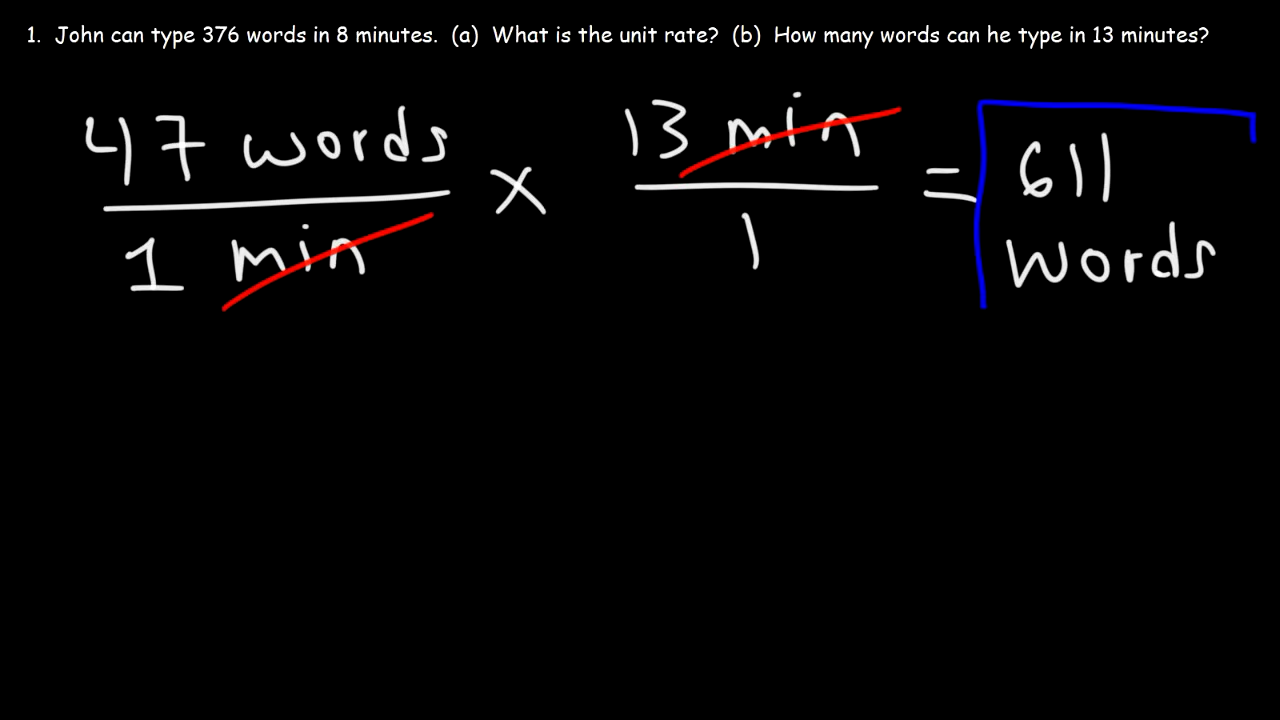 1. John can type 376 words in 8 minutes. (a) What is the unit rate? (b) How many words can he type in 13 minutes?
47 words
1 min
×
13 min
1
=
611
words